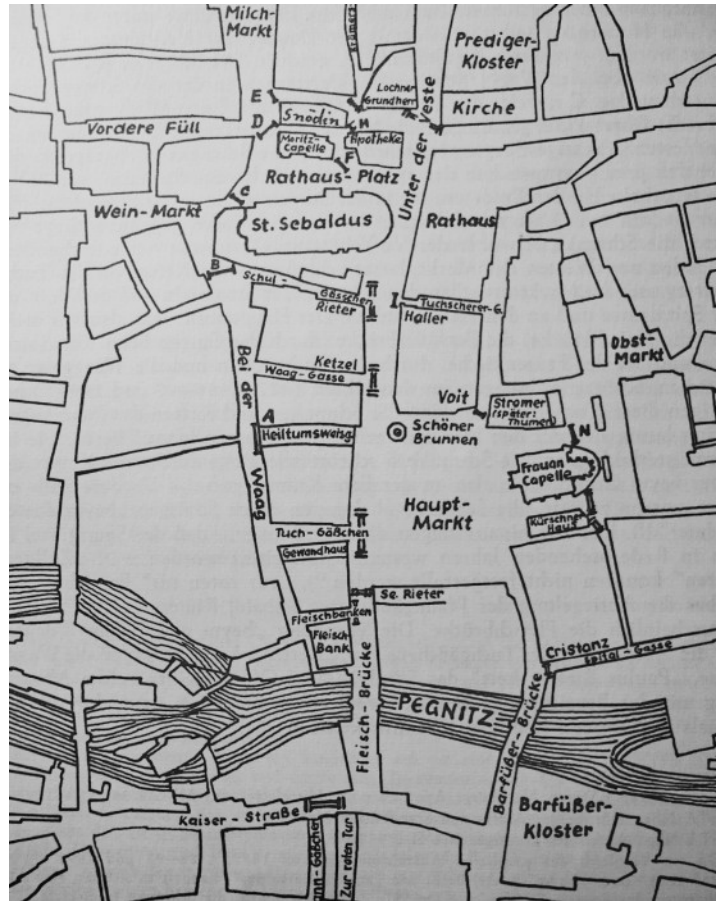 Milch-
Markt
Prediger-
Kloster
Lochner
Grundherr
Kirche
E
D
Snödin
H
Vordere Füll
Moritz-
Capelle
Apotheke
F
Unter der Veste
Rathaus-Platz
C
Wein-Markt
St. Sebaldus
Rathaus
B
Schul-
Gässchen
Rieter
Tuchscherer-G.
Haller
Obst-
Markt
Bei der Waag
Ketzel
Waag-Gasse
Voit
Stromer
(später:
Thumer)
A
Schöner
Brunnen
N
Heiltumsweisg.
Frauen
Capelle
Haupt-
Markt
Kürschner
Haus
Tuch-Gäßchen
Gewandhaus
Se. Rieter
Fleischbänken
Fleisch
Bank
Cristanz
Spital-Gasse
PEGNITZ
Fleisch-Brücke
Barfüßer-Brücke
Kaiser-Straße
Barfüßer-
Kloster
Zur roten Tür